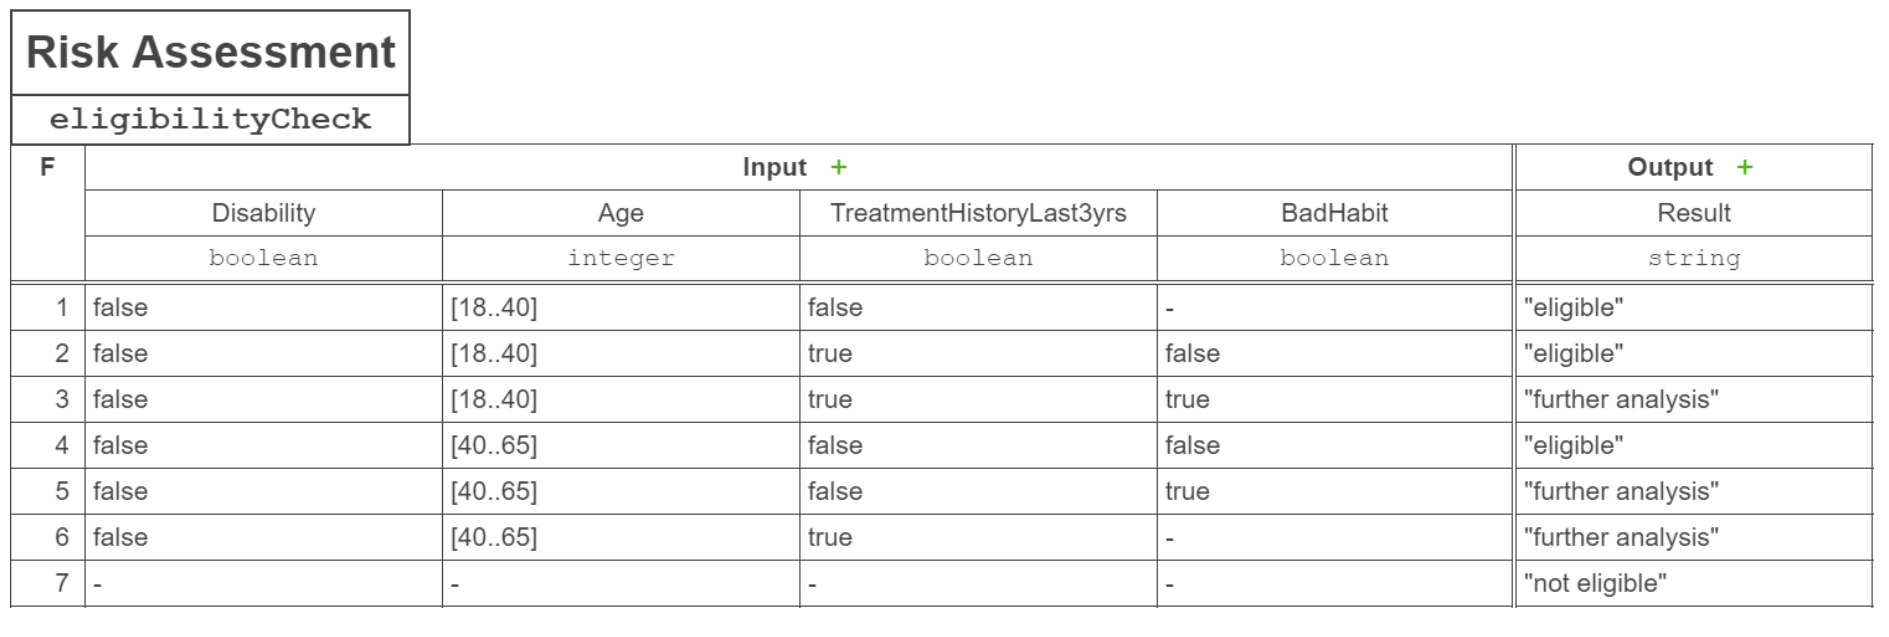 Risk Assessment
eligibilityCheck
F Input + Output +
Disability Age TreatmentHistoryLast3yrs BadHabit Result
boolean integer boolean boolean string
1 false [18..40] false - "eligible"
2 false [18..40] true false "eligible"
3 false [18..40] true true "further analysis"
4 false [40..65] false false "eligible"
5 false [40..65] false true "further analysis"
6 false [40..65] true - "further analysis"
7 - - - - "not eligible"